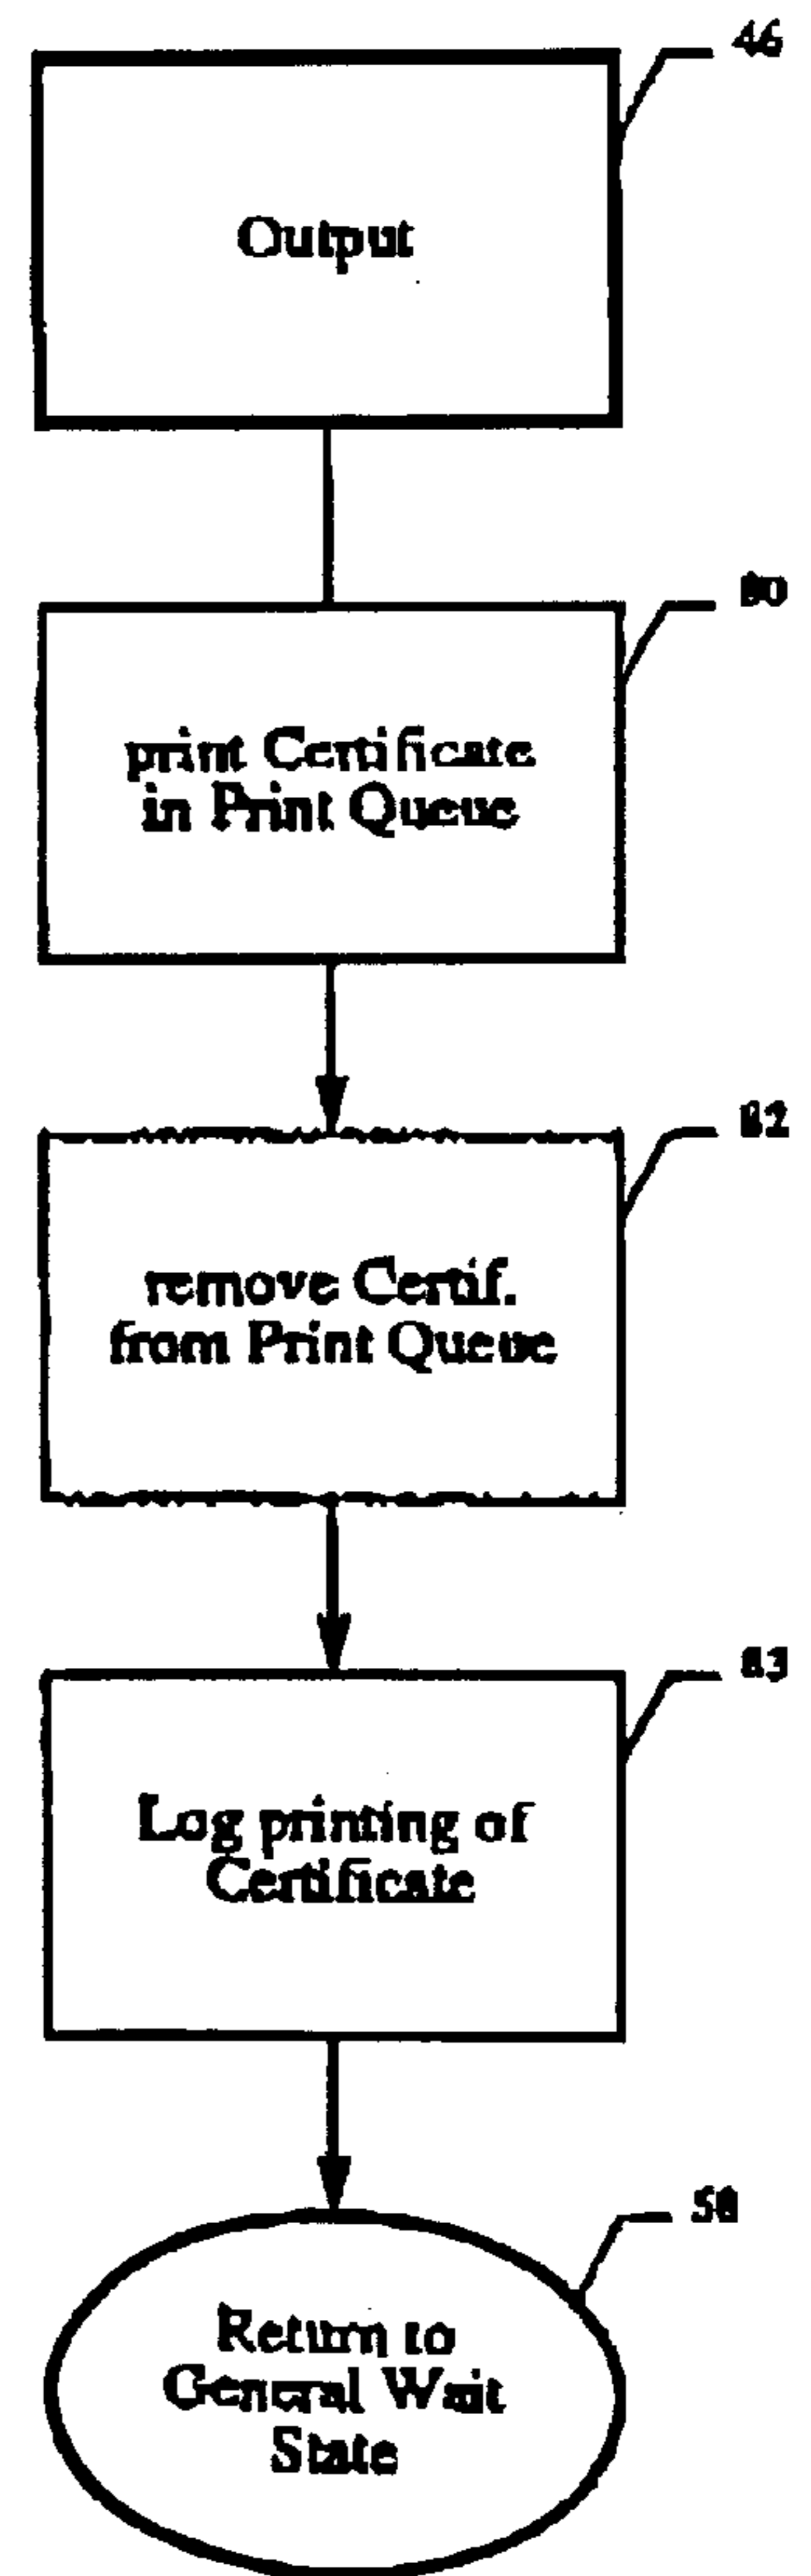 46
Output
80
print Certificate
in Print Queue
82
remove Certif.
from Print Queue
83
Log printing of
Certificate
58
Return to
General Wait
State